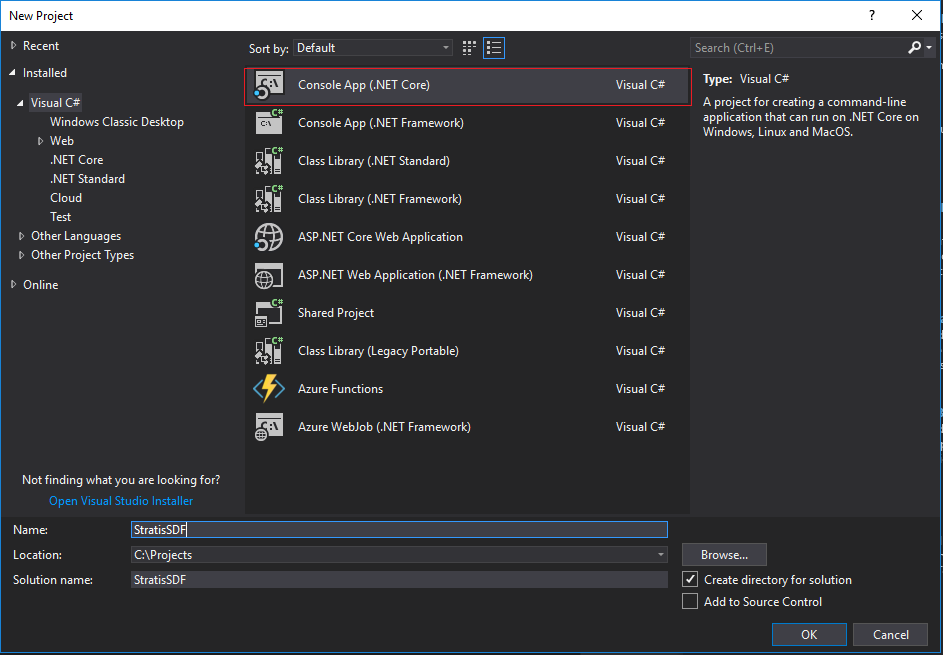 New Project
?
Recent
Installed
Visual C#
Windows Classic Desktop
Web
.NET Core
.NET Standard
Cloud
Test
Other Languages
Other Project Types
Online
Not finding what you are looking for?
Open Visual Studio Installer
Sort by: Default
Console App (.NET Core) Visual C#
Console App (.NET Framework) Visual C#
Class Library (.NET Standard) Visual C#
Class Library (.NET Framework) Visual C#
ASP.NET Core Web Application Visual C#
ASP.NET Web Application (.NET Framework) Visual C#
Shared Project Visual C#
Class Library (Legacy Portable) Visual C#
Azure Functions Visual C#
Azure WebJob (.NET Framework) Visual C#
Search (Ctrl+E)
Type: Visual C#
A project for creating a command-line
application that can run on .NET Core on
Windows, Linux and MacOS.
Name: StratisSDF
Location: C:\Projects
Browse...
Solution name: StratisSDF
Create directory for solution
Add to Source Control
OK
Cancel